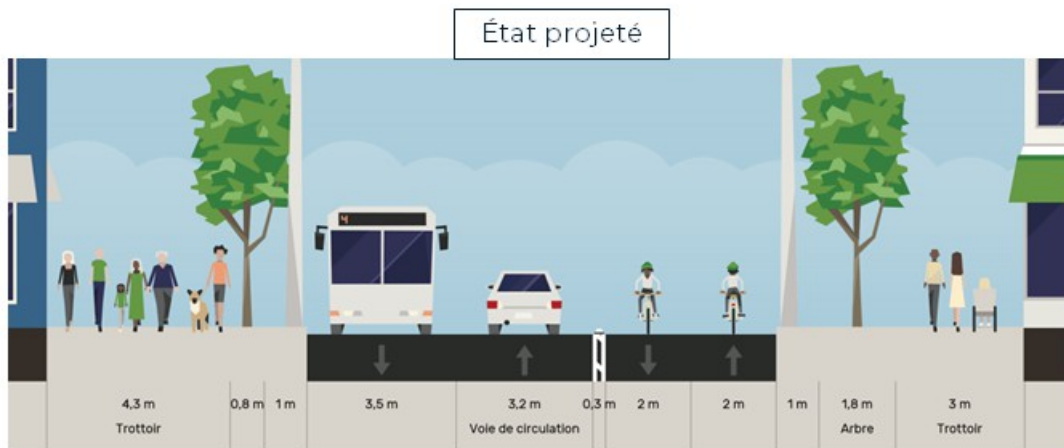 État projeté
4
4,3 m 0,8 m 1 m 3,5 m 3,2 m 0,3 m 2 m 2 m 1 m 1,8 m 3 m
Trottoir Voie de circulation Arbre Trottoir